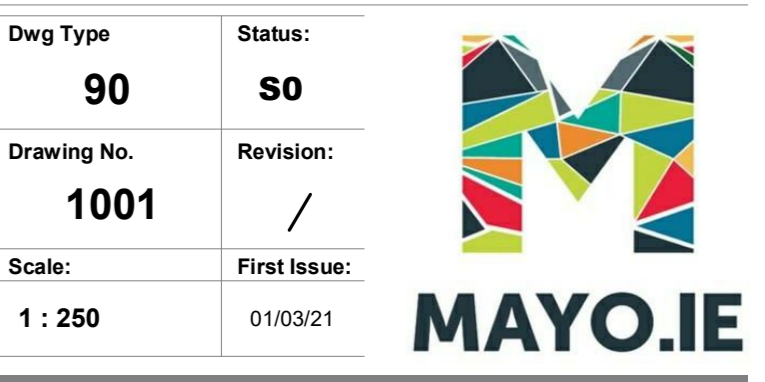 Dwg Type
Status:
90
S0
Drawing No.
Revision:
1001
/
Scale:
First Issue:
1 : 250
01/03/21
MAYO.IE